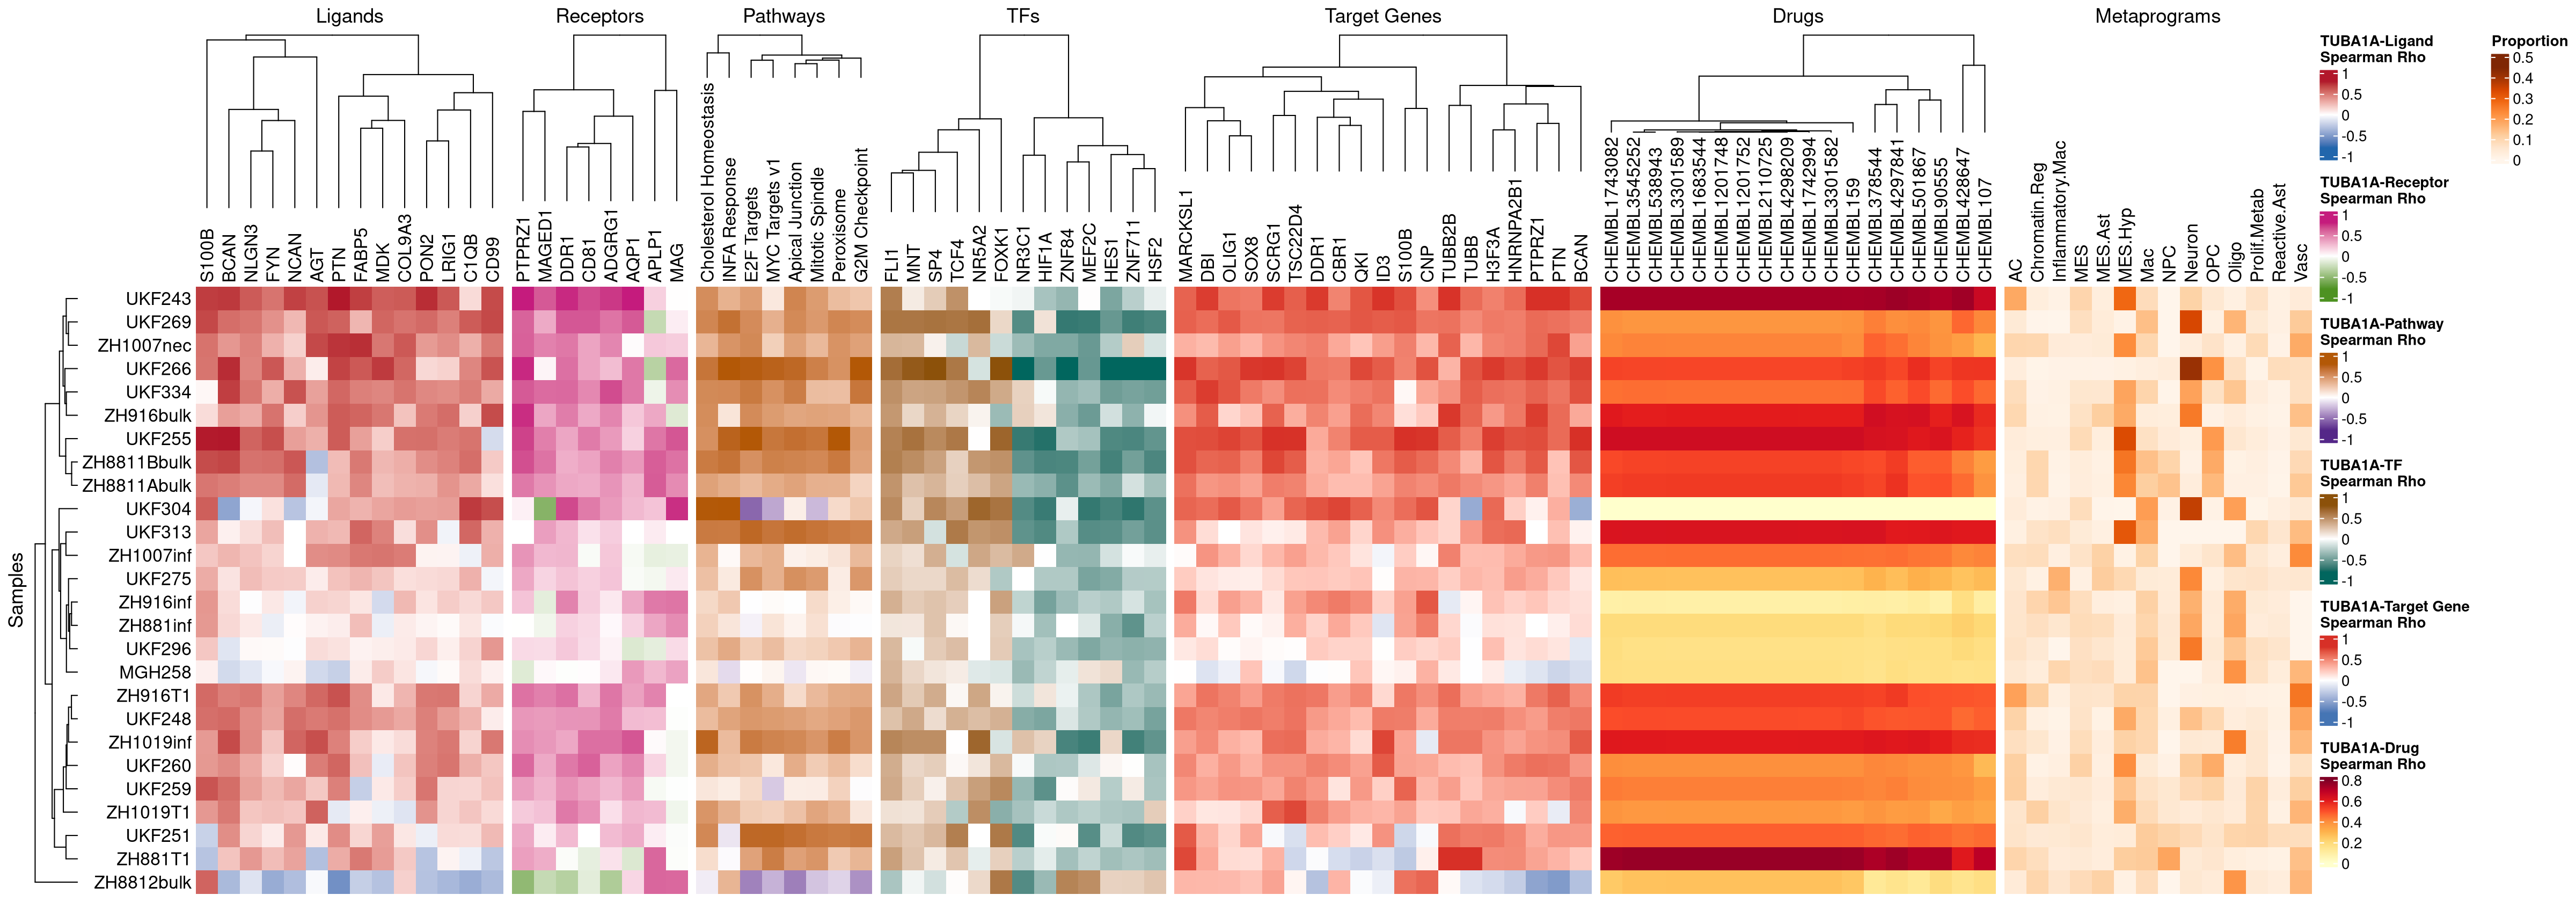 Ligands
Receptors
Pathways
TFs
Target Genes
Drugs
Metaprograms
S100B
BCAN
NLGN3
FYN
NCAN
AGT
PTN
FABP5
MDK
COL9A3
PON2
LRIG1
C1QB
CD99
PTPRZ1
MAGED1
DDR1
CD81
ADGRG1
AQP1
APLP1
MAG
Cholesterol Homeostasis
INFA Response
E2F Targets
MYC Targets v1
Apical Junction
Mitotic Spindle
Peroxisome
G2M Checkpoint
FLI1
MNT
SP4
TCF4
NR5A2
FOXK1
NR3C1
HIF1A
ZNF84
MEF2C
HES1
ZNF711
HSF2
MARCKSL1
DBI
OLIG1
SOX8
SCRG1
TSC22D4
DDR1
CBR1
QKI
ID3
S100B
CNP
TUBB2B
TUBB
H3F3A
HNRNPA2B1
PTPRZ1
PTN
BCAN
CHEMBL1743082
CHEMBL3545252
CHEMBL538943
CHEMBL3301589
CHEMBL1683544
CHEMBL1201748
CHEMBL1201752
CHEMBL2110725
CHEMBL4298209
CHEMBL1742994
CHEMBL3301582
CHEMBL159
CHEMBL3785044
CHEMBL4297841
CHEMBL501867
CHEMBL90555
CHEMBL428647
CHEMBL107
AC
Chromatin.Reg
Inflammatory.Mac
MES
MES.Ast
MES.Hyp
Mac
NPC
Neuron
OPC
Oligo
Prolif.Metab
Reactive.Ast
Vasc
Samples
UKF243
UKF269
ZH1007nec
UKF266
UKF334
ZH916bulk
UKF255
ZH8811Bbulk
ZH8811Abulk
UKF304
UKF313
ZH1007inf
UKF275
ZH916inf
ZH881inf
UKF296
MGH258
ZH916T1
UKF248
ZH1019inf
UKF260
UKF259
ZH1019T1
UKF251
ZH881T1
ZH8812bulk
TUBA1A-Ligand
Spearman Rho
1
0.5
0
-0.5
-1
TUBA1A-Receptor
Spearman Rho
1
0.5
0
-0.5
-1
TUBA1A-Pathway
Spearman Rho
1
0.5
0
-0.5
-1
TUBA1A-TF
Spearman Rho
1
0.5
0
-0.5
-1
TUBA1A-Target Gene
Spearman Rho
1
0.5
0
-0.5
-1
TUBA1A-Drug
Spearman Rho
0.8
0.6
0.4
0.2
0
Proportion
0.5
0.4
0.3
0.2
0.1
0